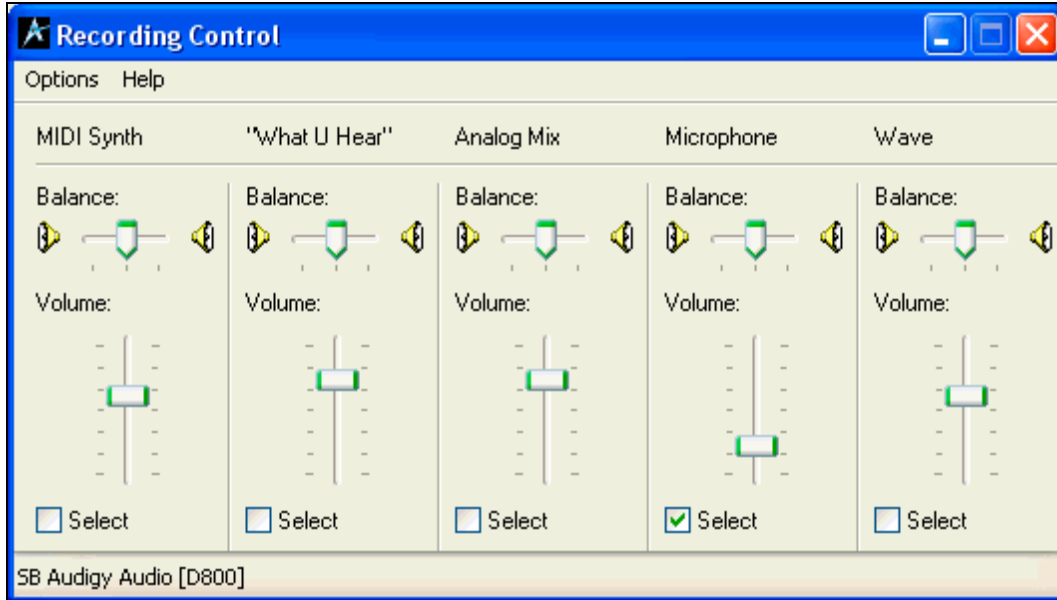 Recording Control
Options Help
MIDI Synth "What U Hear" Analog Mix Microphone Wave
Balance: Balance: Balance: Balance: Balance:
Volume: Volume: Volume: Volume: Volume:
Select Select Select Select Select
SB Audigy Audio [D800]